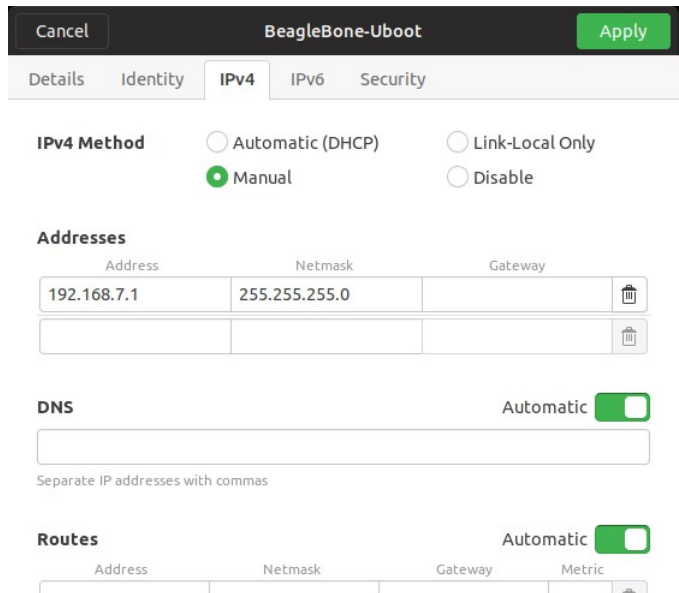 Cancel BeagleBone-Uboot Apply
Details Identity IPv4 IPv6 Security
IPv4 Method Automatic (DHCP) Link-Local Only
Manual Disable
Addresses
Address Netmask Gateway
192.168.7.1 255.255.255.0
DNS Automatic
Separate IP addresses with commas
Routes Automatic
Address Netmask Gateway Metric